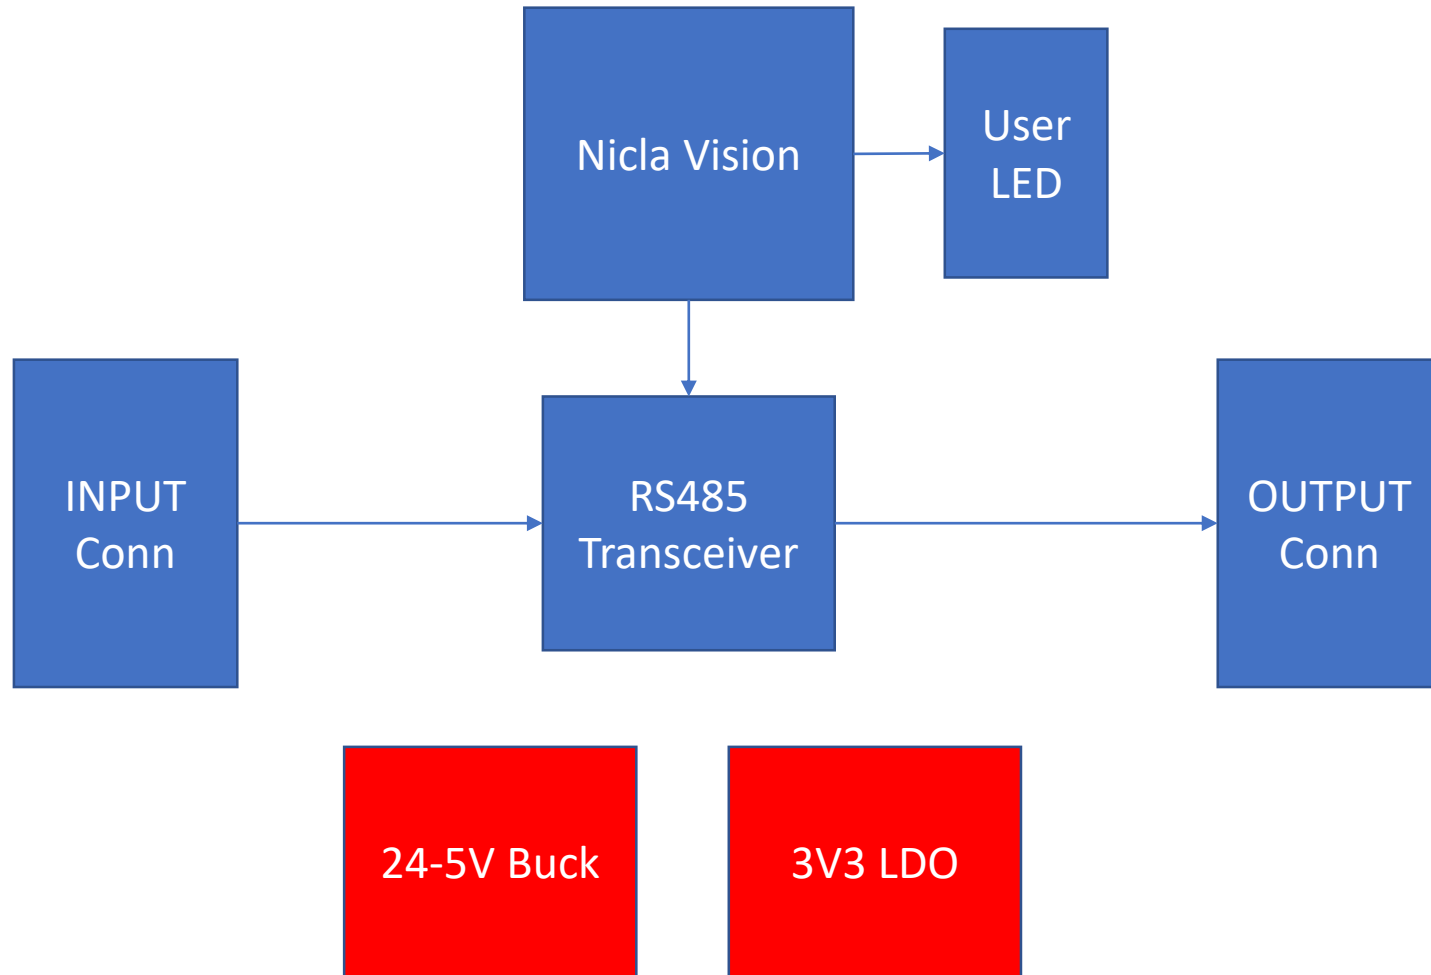 Nicla Vision
User
LED
INPUT
Conn
RS485
Transceiver
OUTPUT
Conn
24-5V Buck
3V3 LDO